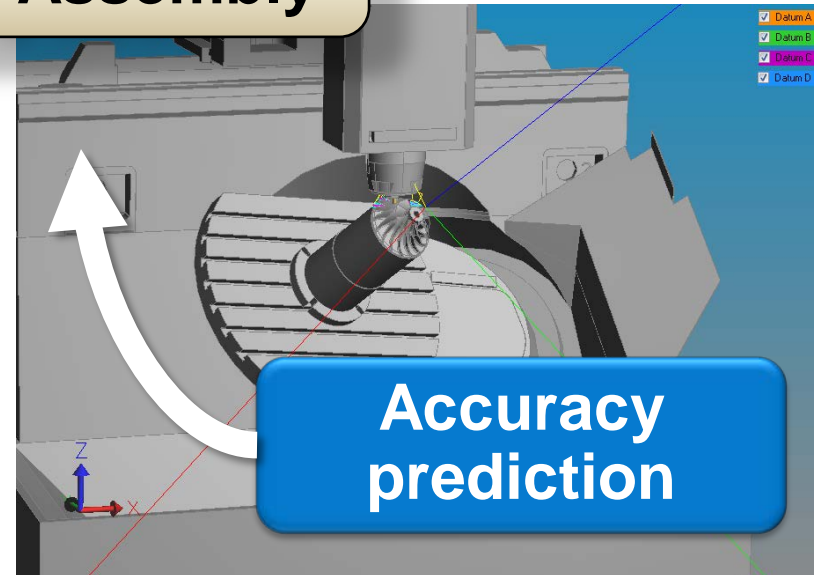 Assembly
Datum A
Datum B
Datum C
Datum D
Accuracy
prediction
Z
X